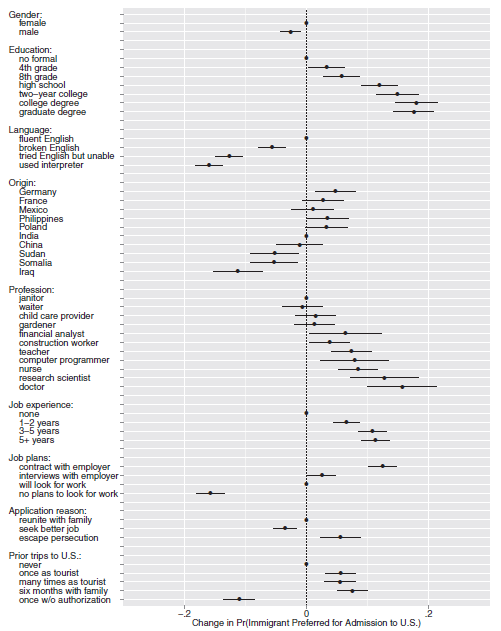 Gender:
female
male
Education:
no formal
4th grade
8th grade
high school
two−year college
college degree
graduate degree
Language:
fluent English
broken English
tried English but unable
used interpreter
Origin:
Germany
France
Mexico
Philippines
Poland
India
China
Sudan
Somalia
Iraq
Profession:
janitor
waiter
child care provider
gardener
financial analyst
construction worker
teacher
computer programmer
nurse
research scientist
doctor
Job experience:
none
1−2 years
3−5 years
5+ years
Job plans:
contract with employer
interviews with employer
will look for work
no plans to look for work
Application reason:
reunite with family
seek better job
escape persecution
Prior trips to U.S.:
never
once as tourist
many times as tourist
six months with family
once w/o authorization
−.2 0 .2
Change in Pr(Immigrant Preferred for Admission to U.S.)